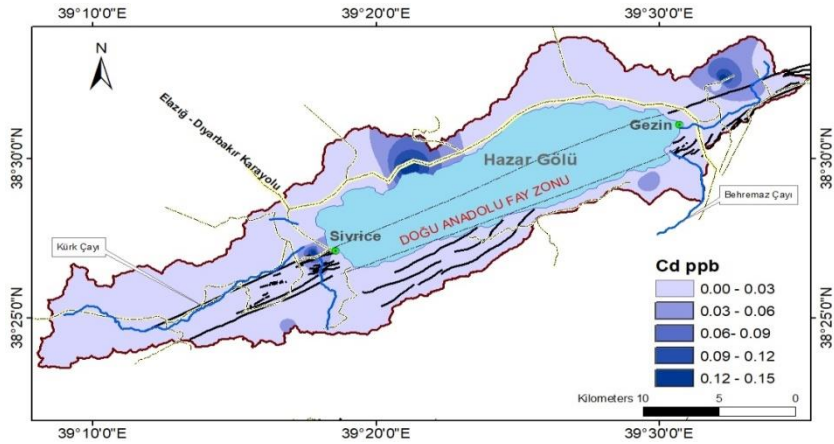 39°10'0"E 39°20'0"E 39°30'0"E
N
Elazığ - Diyarbakır Karayolu
Gezin
38°30'0"N
Hazar Gölü
38°30'0"N
DOĞU ANADOLU FAY ZONU
Behremaz Çayı
Sivrice
Kürk Çayı
Cd ppb
0.00 - 0.03
0.03 - 0.06
0.06- 0.09
0.09 - 0.12
0.12 - 0.15
38°25'0"N
38°25'0"N
Kilometers 10 5 0
39°10'0"E 39°20'0"E 39°30'0"E